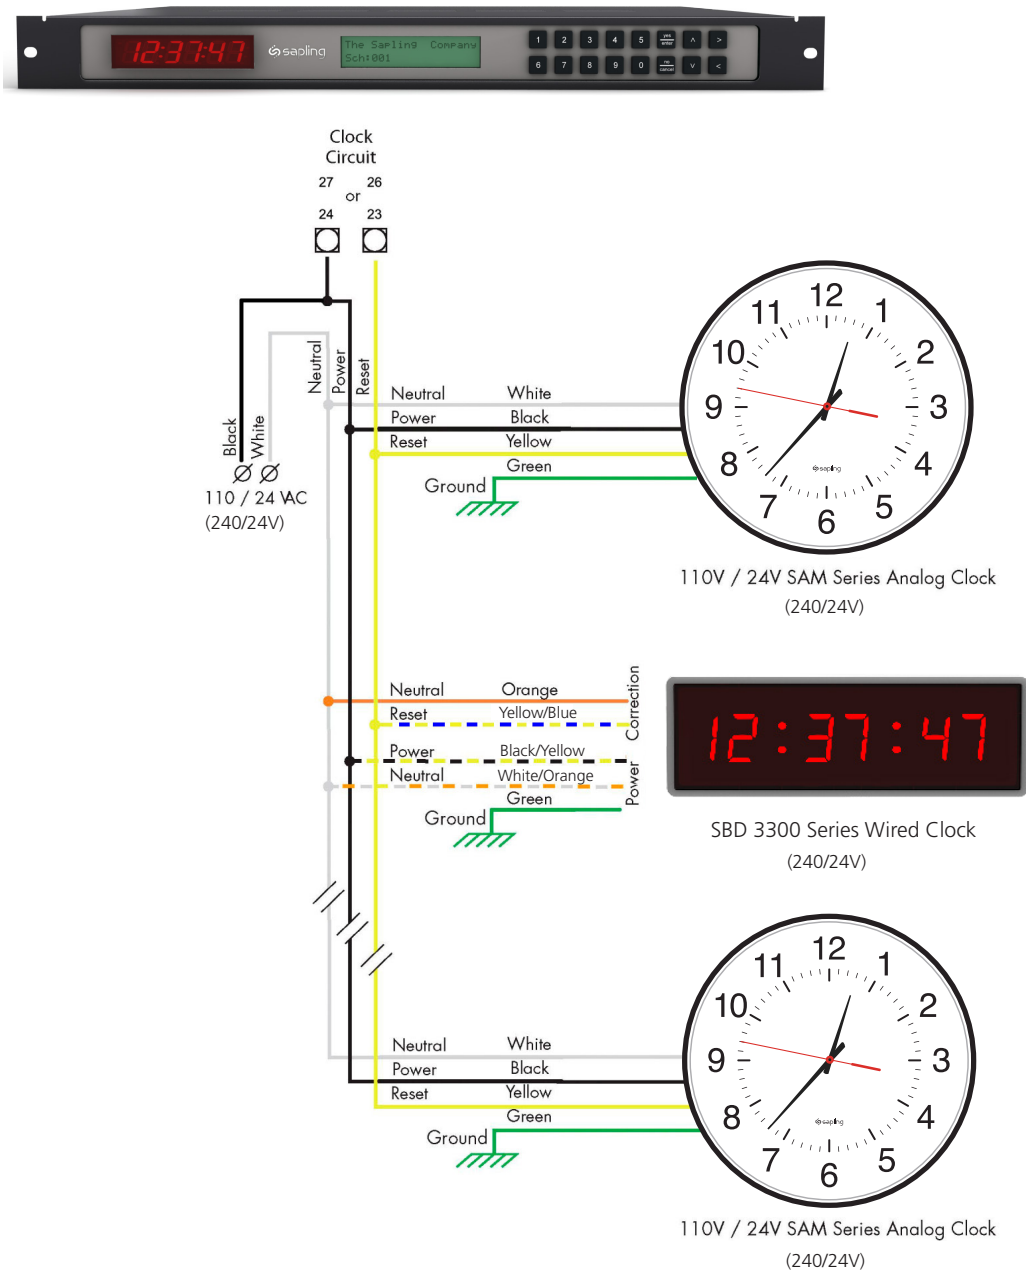 12:37:47
sapling
The Sapling Company
Sch:001
1 2 3 4 5 yes enter ^ >
6 7 8 9 0 no cancel v <
Clock
Circuit
27 26
or
24 23
Neutral
Power
Reset
Black
White
110 / 24 VAC
(240/24V)
Neutral White
Power Black
Reset Yellow
Green
Ground
12 1 2 3 4 5 6 7 8 9 10 11
sapling
110V / 24V SAM Series Analog Clock
(240/24V)
Neutral Orange
Reset Yellow/Blue
Correction
Power Black/Yellow
Neutral White/Orange
Power
Green
Ground
12:37:47
SBD 3300 Series Wired Clock
(240/24V)
Neutral White
Power Black
Reset Yellow
Green
Ground
12 1 2 3 4 5 6 7 8 9 10 11
sapling
110V / 24V SAM Series Analog Clock
(240/24V)